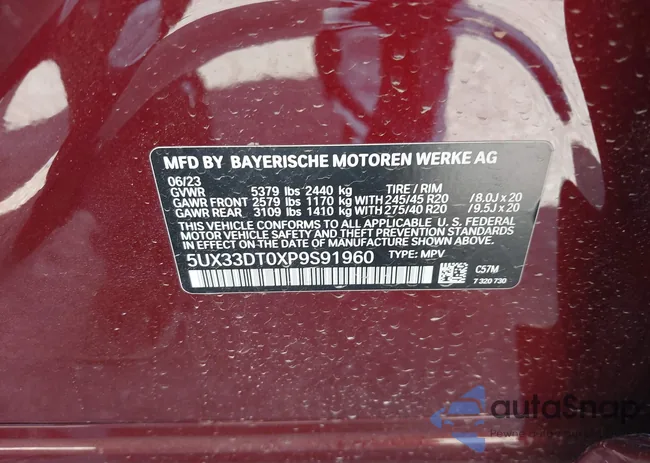 MFD BY BAYERISCHE MOTOREN WERKE AG
06/23
GVWR 5379 lbs 2440 kg TIRE / RIM
GAWR FRONT 2579 lbs 1170 kg WITH 245/45 R20 / 8.0J x 20
GAWR REAR 3109 lbs 1410 kg WITH 275/40 R20 / 9.5J x 20
THIS VEHICLE CONFORMS TO ALL APPLICABLE U. S. FEDERAL
MOTOR VEHICLE SAFETY AND THEFT PREVENTION STANDARDS
IN EFFECT ON THE DATE OF MANUFACTURE SHOWN ABOVE.
5UX33DT0XP9S91960 TYPE: MPV
C57M
7 320 730
autoSnap